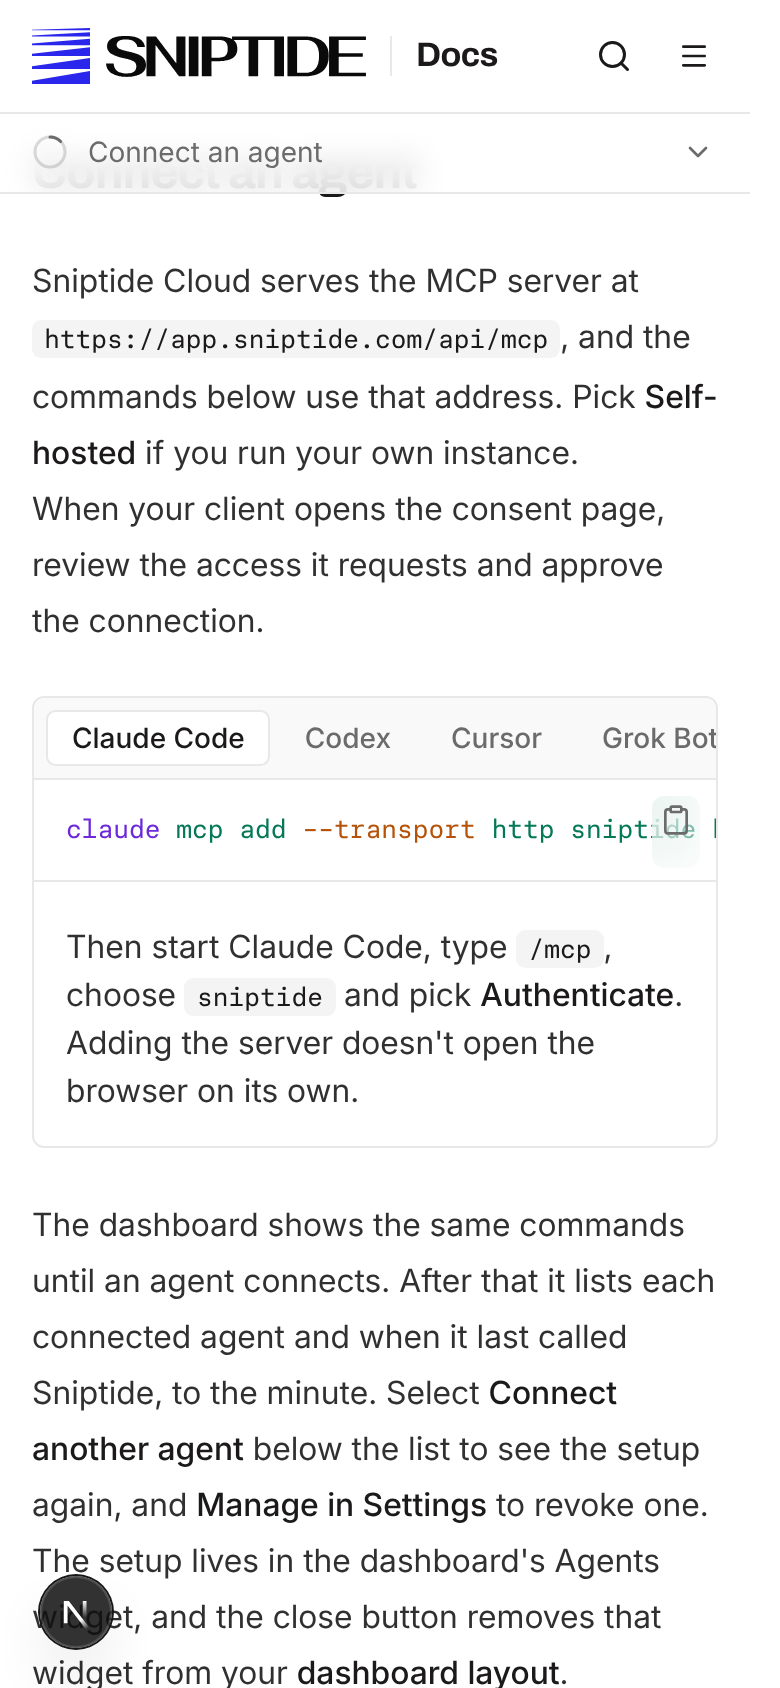 SNIPTIDE Docs
Connect an agent
Connect an agent
Sniptide Cloud serves the MCP server at
https://app.sniptide.com/api/mcp, and the
commands below use that address. Pick Self-
hosted if you run your own instance.
When your client opens the consent page,
review the access it requests and approve
the connection.
Claude Code Codex Cursor Grok Bot
claude mcp add --transport http sniptide
Then start Claude Code, type /mcp,
choose sniptide and pick Authenticate.
Adding the server doesn't open the
browser on its own.
The dashboard shows the same commands
until an agent connects. After that it lists each
connected agent and when it last called
Sniptide, to the minute. Select Connect
another agent below the list to see the setup
again, and Manage in Settings to revoke one.
The setup lives in the dashboard's Agents
widget, and the close button removes that
widget from your dashboard layout.
N